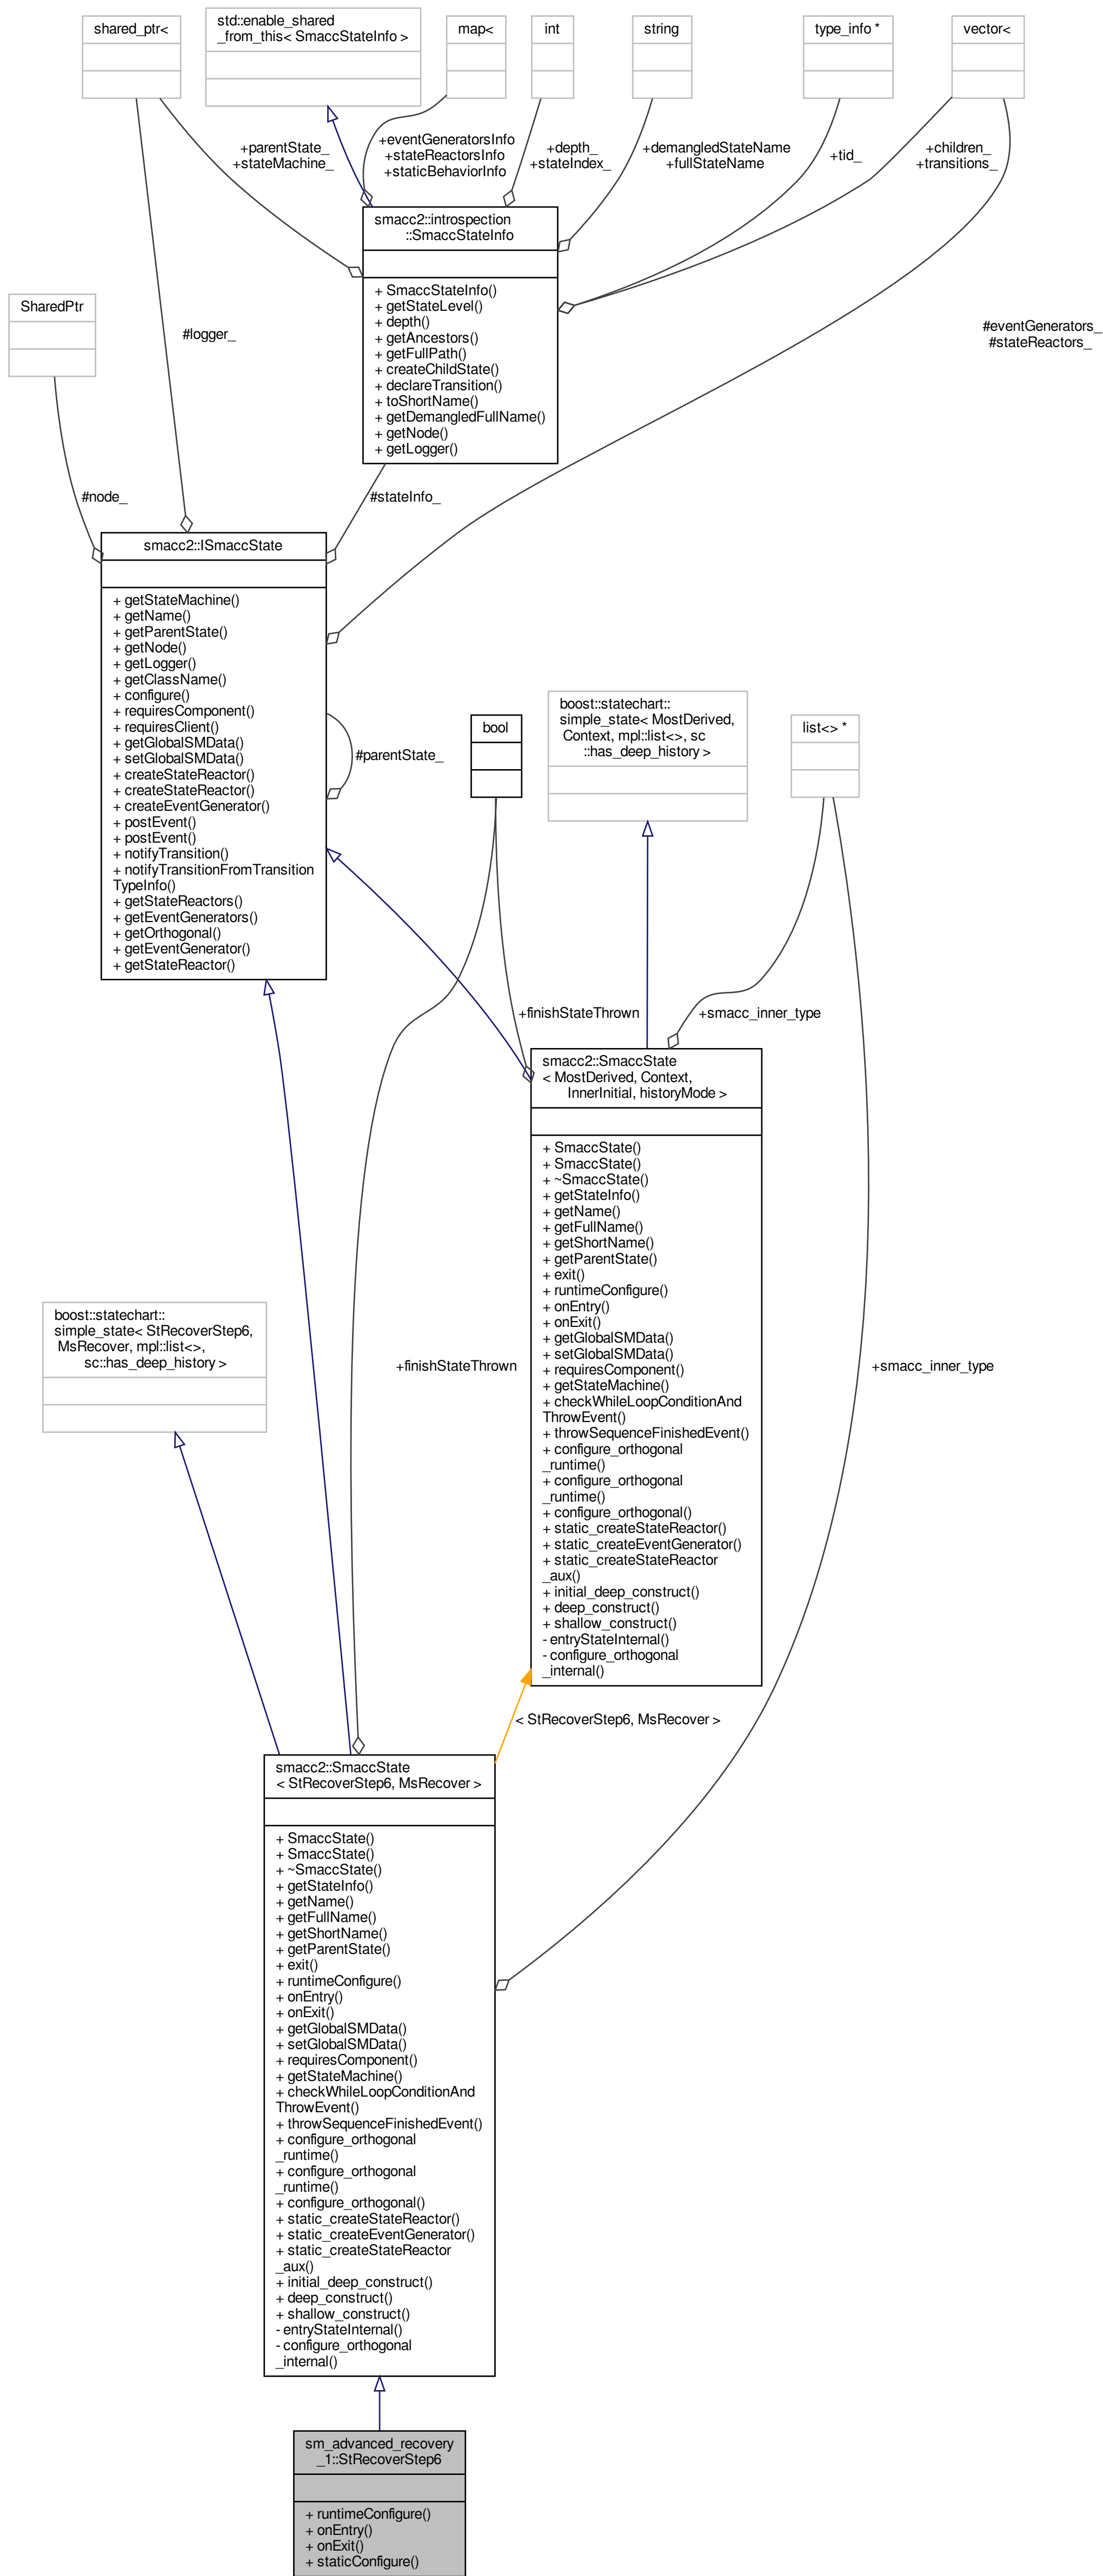 shared_ptr<
std::enable_shared
_from_this< SmaccStateInfo >
map<
int
string
type_info *
vector<
+parentState_
+stateMachine_
+eventGeneratorsInfo
+stateReactorsInfo
+staticBehaviorInfo
+depth_
+stateIndex_
+demangledStateName
+fullStateName
+tid_
+children_
+transitions_
smacc2::introspection
::SmaccStateInfo
+ SmaccStateInfo()
+ getStateLevel()
+ depth()
+ getAncestors()
+ getFullPath()
+ createChildState()
+ declareTransition()
+ toShortName()
+ getDemangledFullName()
+ getNode()
+ getLogger()
SharedPtr
#logger_
#eventGenerators_
#stateReactors_
#node_
#stateInfo_
smacc2::ISmaccState
+ getStateMachine()
+ getName()
+ getParentState()
+ getNode()
+ getLogger()
+ getClassName()
+ configure()
+ requiresComponent()
+ requiresClient()
+ getGlobalSMData()
+ setGlobalSMData()
+ createStateReactor()
+ createStateReactor()
+ createEventGenerator()
+ postEvent()
+ postEvent()
+ notifyTransition()
+ notifyTransitionFromTransition
TypeInfo()
+ getStateReactors()
+ getEventGenerators()
+ getOrthogonal()
+ getEventGenerator()
+ getStateReactor()
#parentState_
bool
boost::statechart::
simple_state< MostDerived,
Context, mpl::list<>, sc
::has_deep_history >
list<> *
+finishStateThrown
+smacc_inner_type
smacc2::SmaccState
< MostDerived, Context,
InnerInitial, historyMode >
+ SmaccState()
+ SmaccState()
+ ~SmaccState()
+ getStateInfo()
+ getName()
+ getFullName()
+ getShortName()
+ getParentState()
+ exit()
+ runtimeConfigure()
+ onEntry()
+ onExit()
+ getGlobalSMData()
+ setGlobalSMData()
+ requiresComponent()
+ getStateMachine()
+ checkWhileLoopConditionAnd
ThrowEvent()
+ throwSequenceFinishedEvent()
+ configure_orthogonal
_runtime()
+ configure_orthogonal
_runtime()
+ configure_orthogonal()
+ static_createStateReactor()
+ static_createEventGenerator()
+ static_createStateReactor
_aux()
+ initial_deep_construct()
+ deep_construct()
+ shallow_construct()
- entryStateInternal()
- configure_orthogonal
_internal()
boost::statechart::
simple_state< StRecoverStep6,
MsRecover, mpl::list<>,
sc::has_deep_history >
+finishStateThrown
+smacc_inner_type
< StRecoverStep6, MsRecover >
smacc2::SmaccState
< StRecoverStep6, MsRecover >
+ SmaccState()
+ SmaccState()
+ ~SmaccState()
+ getStateInfo()
+ getName()
+ getFullName()
+ getShortName()
+ getParentState()
+ exit()
+ runtimeConfigure()
+ onEntry()
+ onExit()
+ getGlobalSMData()
+ setGlobalSMData()
+ requiresComponent()
+ getStateMachine()
+ checkWhileLoopConditionAnd
ThrowEvent()
+ throwSequenceFinishedEvent()
+ configure_orthogonal
_runtime()
+ configure_orthogonal
_runtime()
+ configure_orthogonal()
+ static_createStateReactor()
+ static_createEventGenerator()
+ static_createStateReactor
_aux()
+ initial_deep_construct()
+ deep_construct()
+ shallow_construct()
- entryStateInternal()
- configure_orthogonal
_internal()
sm_advanced_recovery
_1::StRecoverStep6
+ runtimeConfigure()
+ onEntry()
+ onExit()
+ staticConfigure()